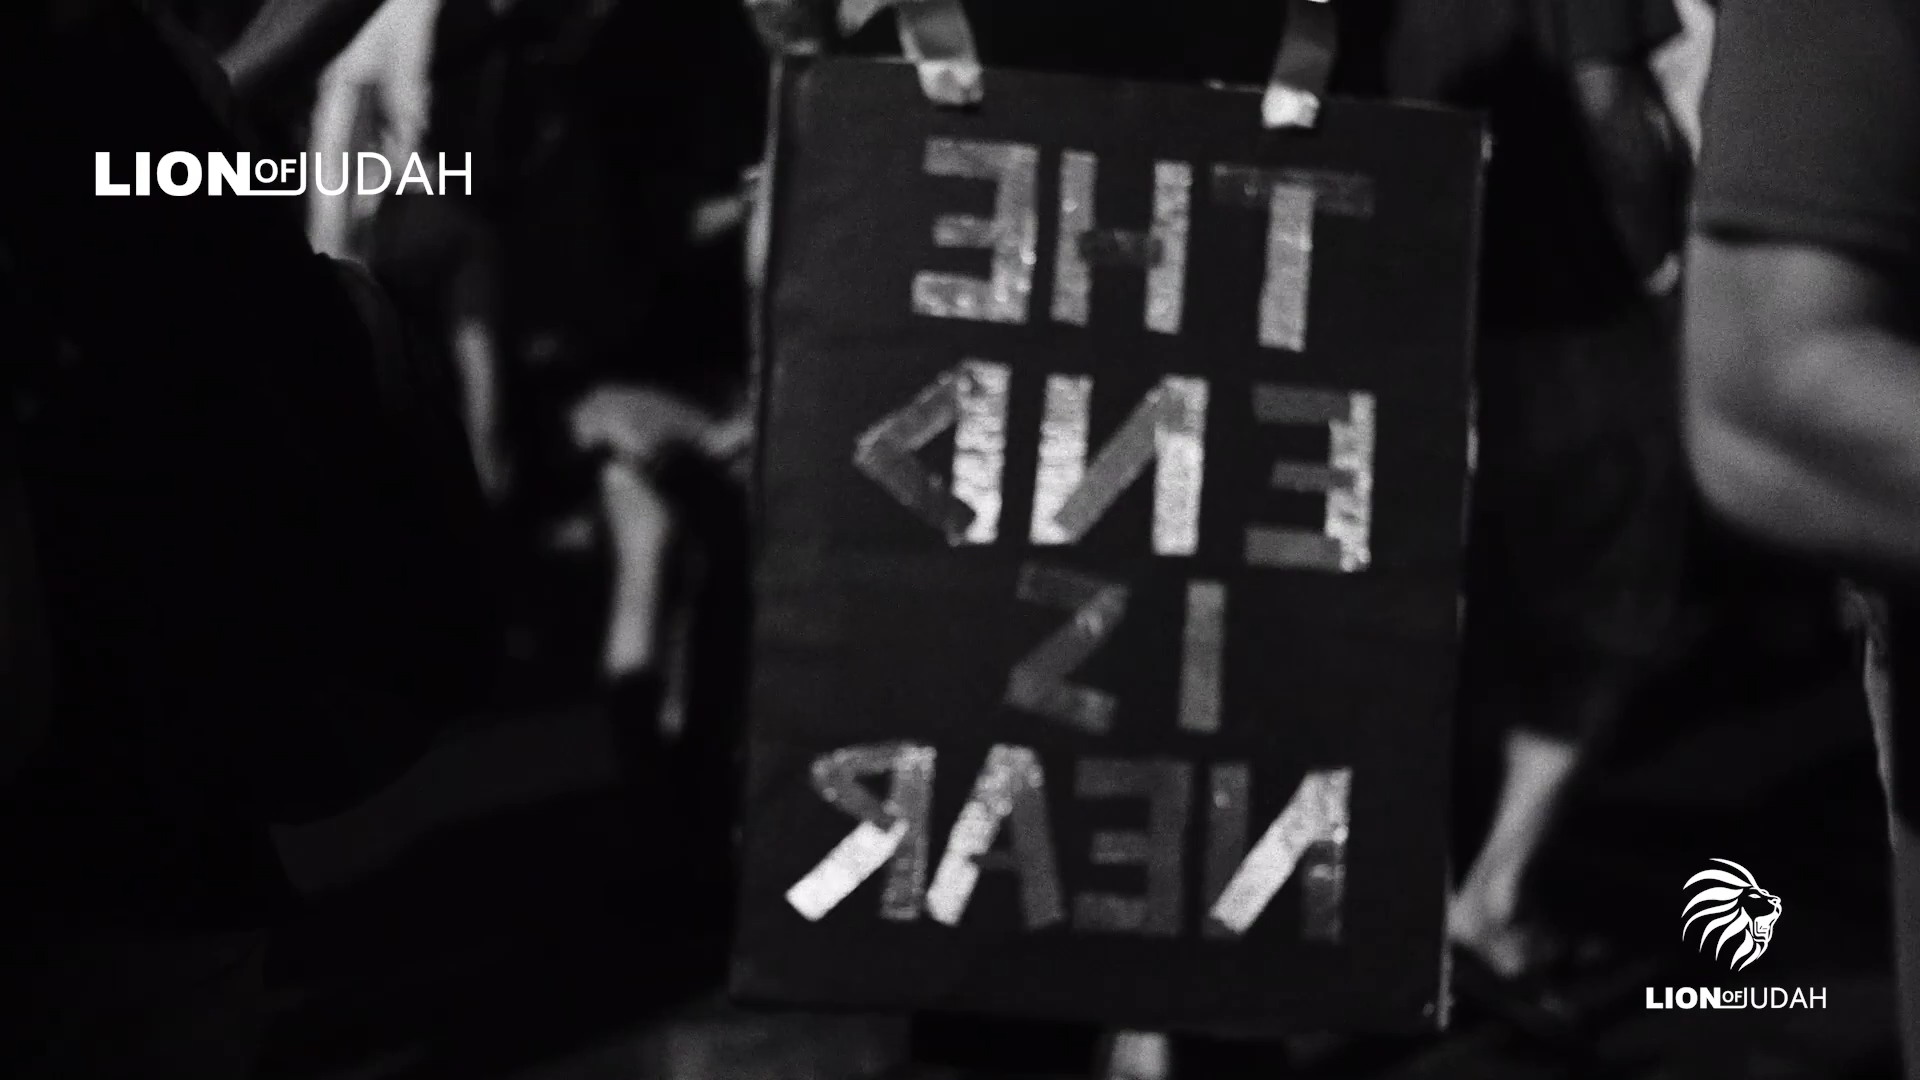 LION OF JUDAH
THE
END
IS
NEAR
LION OF JUDAH